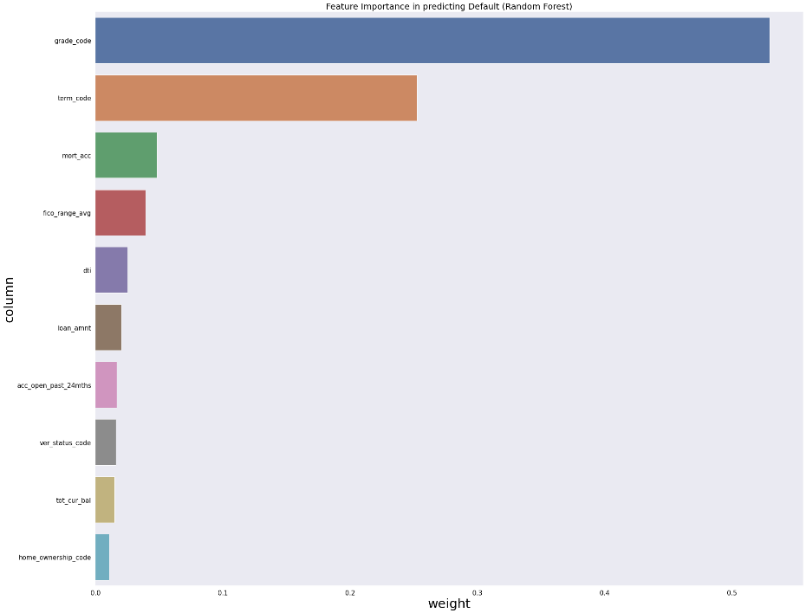 Feature Importance in predicting Default (Random Forest)
grade_code
term_code
mort_acc
fico_range_avg
dti
loan_amnt
acc_open_past_24mths
ver_status_code
tot_cur_bal
home_ownership_code
column
0.0 0.1 0.2 0.3 0.4 0.5
weight